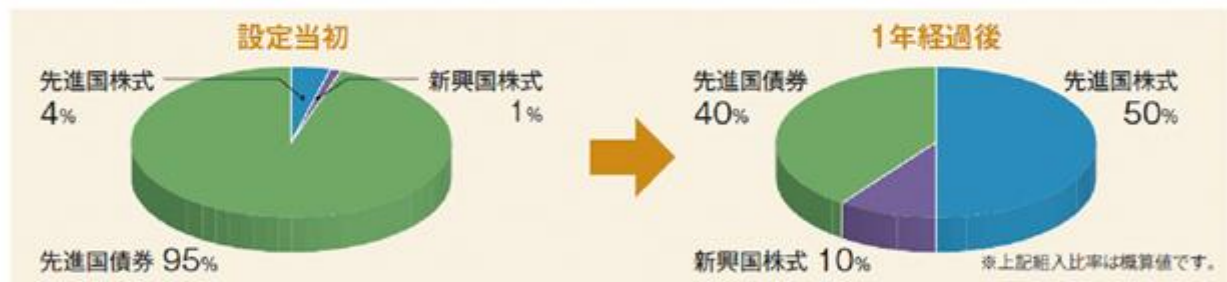 設定当初
先進国株式
4%
新興国株式
1%
先進国債券 95%
1年経過後
先進国債券
40%
先進国株式
50%
新興国株式 10%
※上記組入比率は概算値です。